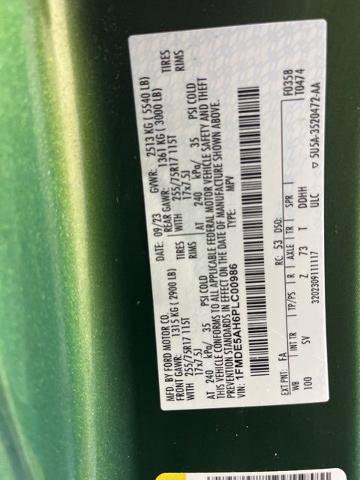 MFD. BY FORD MOTOR CO.
DATE: 09/23 GVWR: 2513 KG ( 5540 LB)
FRONT GAWR: 1315 KG ( 2900 LB) REAR GAWR: 1361 KG ( 3000 LB)
255/75R17 115T TIRES WITH 255/75R17 115T TIRES
17x7.5J RIMS 17x7.5J RIMS
AT 240 kPa/ 35 PSI COLD AT 240 kPa/ 35 PSI COLD
THIS VEHICLE CONFORMS TO ALL APPLICABLE FEDERAL MOTOR VEHICLE SAFETY AND THEFT
PREVENTION STANDARDS IN EFFECT ON THE DATE OF MANUFACTURE SHOWN ABOVE.
VIN: 1FMDE5AH6PLC00986 TYPE: MPV
F0358
T0474
EXT PNT: FA RC: 53 DSO:
WB TP/PS R AXLE TR SPR
100 SV Z 73 T DDHH
3202309111117 ULC 5U5A-3520472-AA